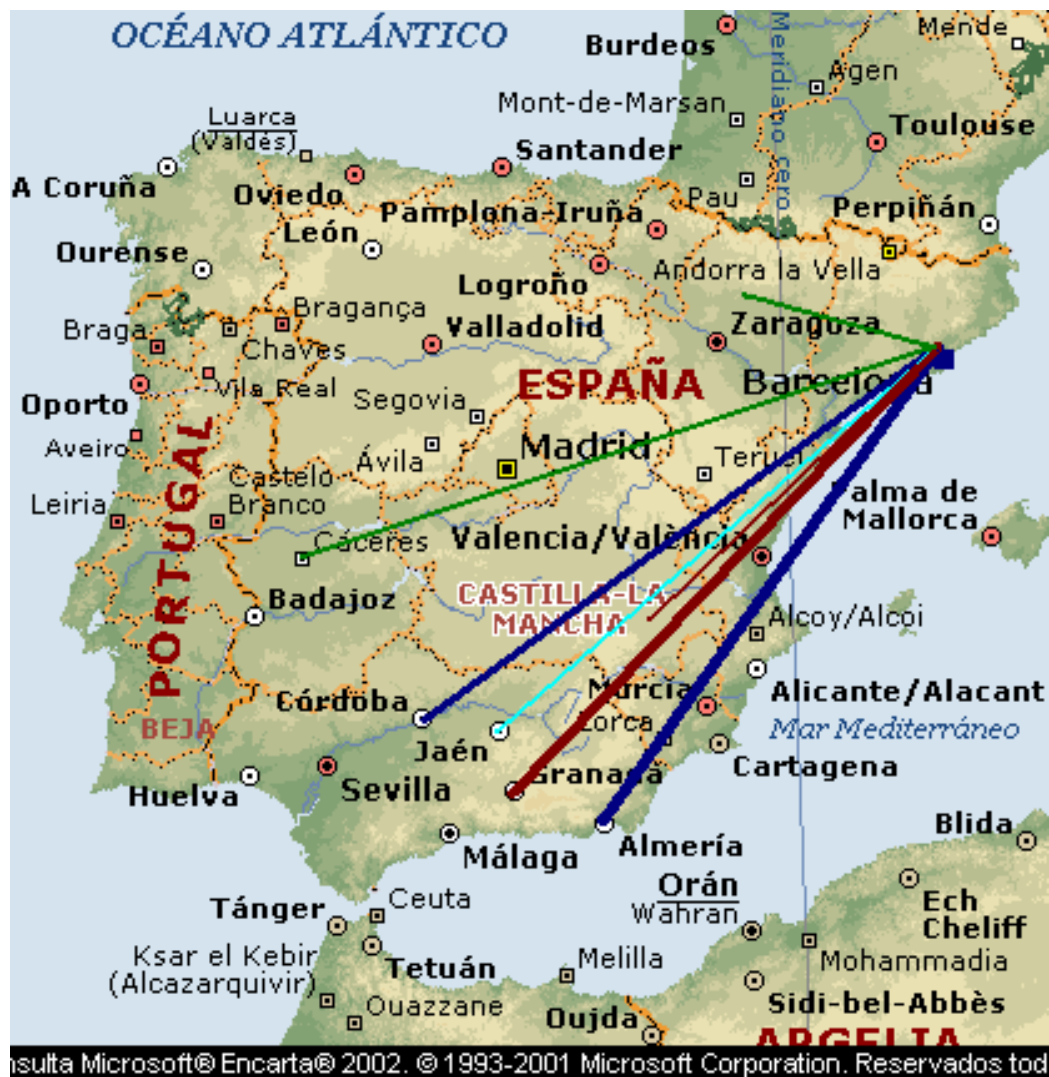 OCÉANO ATLÁNTICO
Burdeos
Meridiano Cero
Mende
Agen
Mont-de-Marsan
Luarca
(Valdés)
Toulouse
Santander
A Coruña
Oviedo
Pamplona-Iruña
Pau
Perpiñán
León
Ourense
Logroño
Andorra la Vella
Bragança
Braga
Chaves
Valladolid
Zaragoza
Vila Real
ESPAÑA
Barcelona
Oporto
Segovia
Aveiro
PORTUGAL
Madrid
Ávila
Teruel
Castelo
Branco
Leiria
Palma de
Mallorca
Cáceres
Valencia/València
Badajoz
CASTILLA-LA
MANCHA
Alcoy/Alcoi
Córdoba
Murcia
Alicante/Alacant
BEJA
Lorca
Mar Mediterráneo
Jaén
Granada
Cartagena
Huelva
Sevilla
Blida
Málaga
Almería
Orán
Wahran
Ech
Cheliff
Tánger
Ceuta
Ksar el Kebir
(Alcazarquivir)
Tetuán
Melilla
Mohammadia
Ouazzane
Oujda
Sidi-bel-Abbès
ARGELIA
nsulta Microsoft® Encarta® 2002. © 1993-2001 Microsoft Corporation. Reservados tod